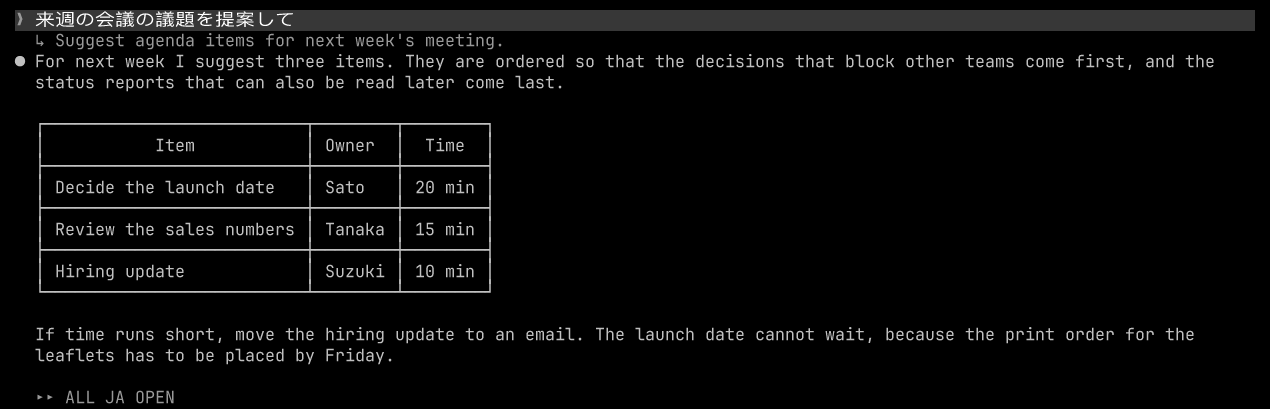 ❯ 来週の会議の議題を提案して
↳ Suggest agenda items for next week's meeting.
● For next week I suggest three items. They are ordered so that the decisions that block other teams come first, and the
status reports that can also be read later come last.
Item Owner Time
Decide the launch date Sato 20 min
Review the sales numbers Tanaka 15 min
Hiring update Suzuki 10 min
If time runs short, move the hiring update to an email. The launch date cannot wait, because the print order for the
leaflets has to be placed by Friday.
▸▸ ALL JA OPEN